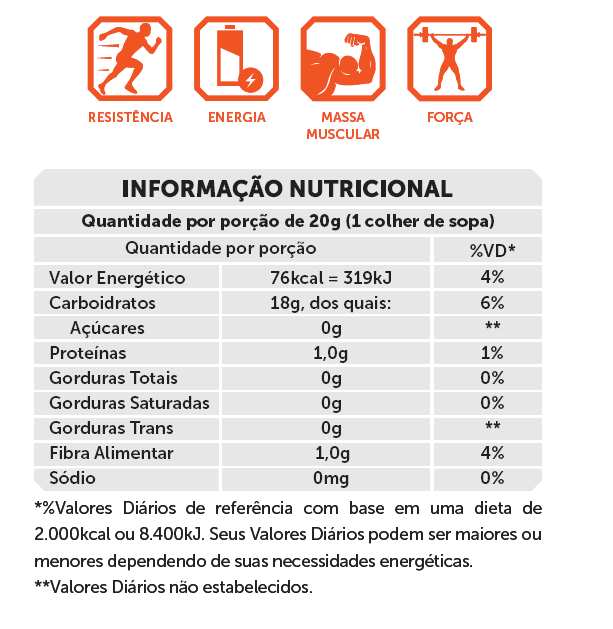 RESISTÊNCIA ENERGIA MASSA MUSCULAR FORÇA
INFORMAÇÃO NUTRICIONAL
Quantidade por porção de 20g (1 colher de sopa)
Quantidade por porção %VD*
Valor Energético 76kcal = 319kJ 4%
Carboidratos 18g, dos quais: 6%
Açúcares 0g **
Proteínas 1,0g 1%
Gorduras Totais 0g 0%
Gorduras Saturadas 0g 0%
Gorduras Trans 0g **
Fibra Alimentar 1,0g 4%
Sódio 0mg 0%
*%Valores Diários de referência com base em uma dieta de
2.000kcal ou 8.400kJ. Seus Valores Diários podem ser maiores ou
menores dependendo de suas necessidades energéticas.
**Valores Diários não estabelecidos.